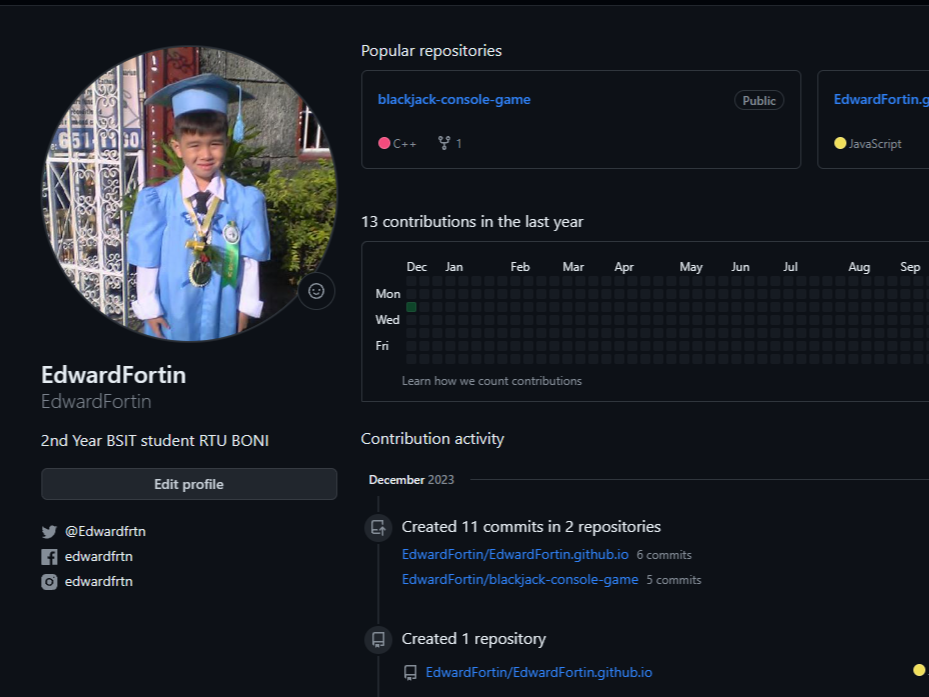 EdwardFortin
EdwardFortin
2nd Year BSIT student RTU BONI
Edit profile
@Edwardfrtn
edwardfrtn
edwardfrtn
Popular repositories
blackjack-console-game
Public
C++
1
EdwardFortin.g
JavaScript
13 contributions in the last year
Dec Jan Feb Mar Apr May Jun Jul Aug Sep
Mon
Wed
Fri
Learn how we count contributions
Contribution activity
December 2023
Created 11 commits in 2 repositories
EdwardFortin/EdwardFortin.github.io 6 commits
EdwardFortin/blackjack-console-game 5 commits
Created 1 repository
EdwardFortin/EdwardFortin.github.io